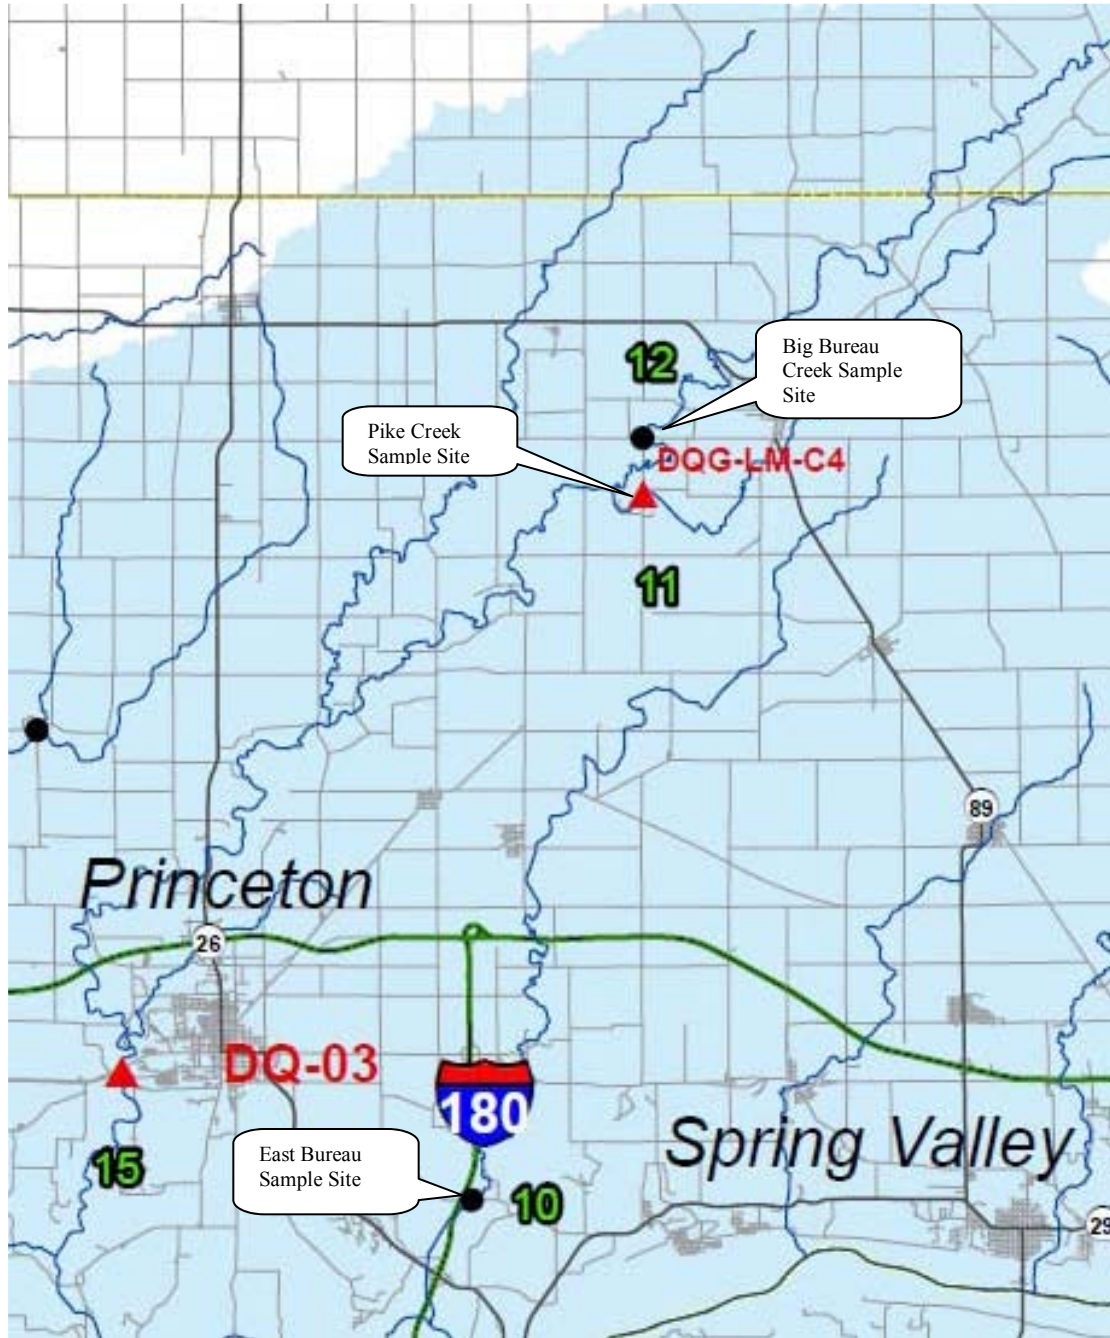 12
Big Bureau
Creek Sample
Site
Pike Creek
Sample Site
DQG-LM-C4
11
89
Princeton
26
DQ-03
180
Spring Valley
East Bureau
Sample Site
15
10
29